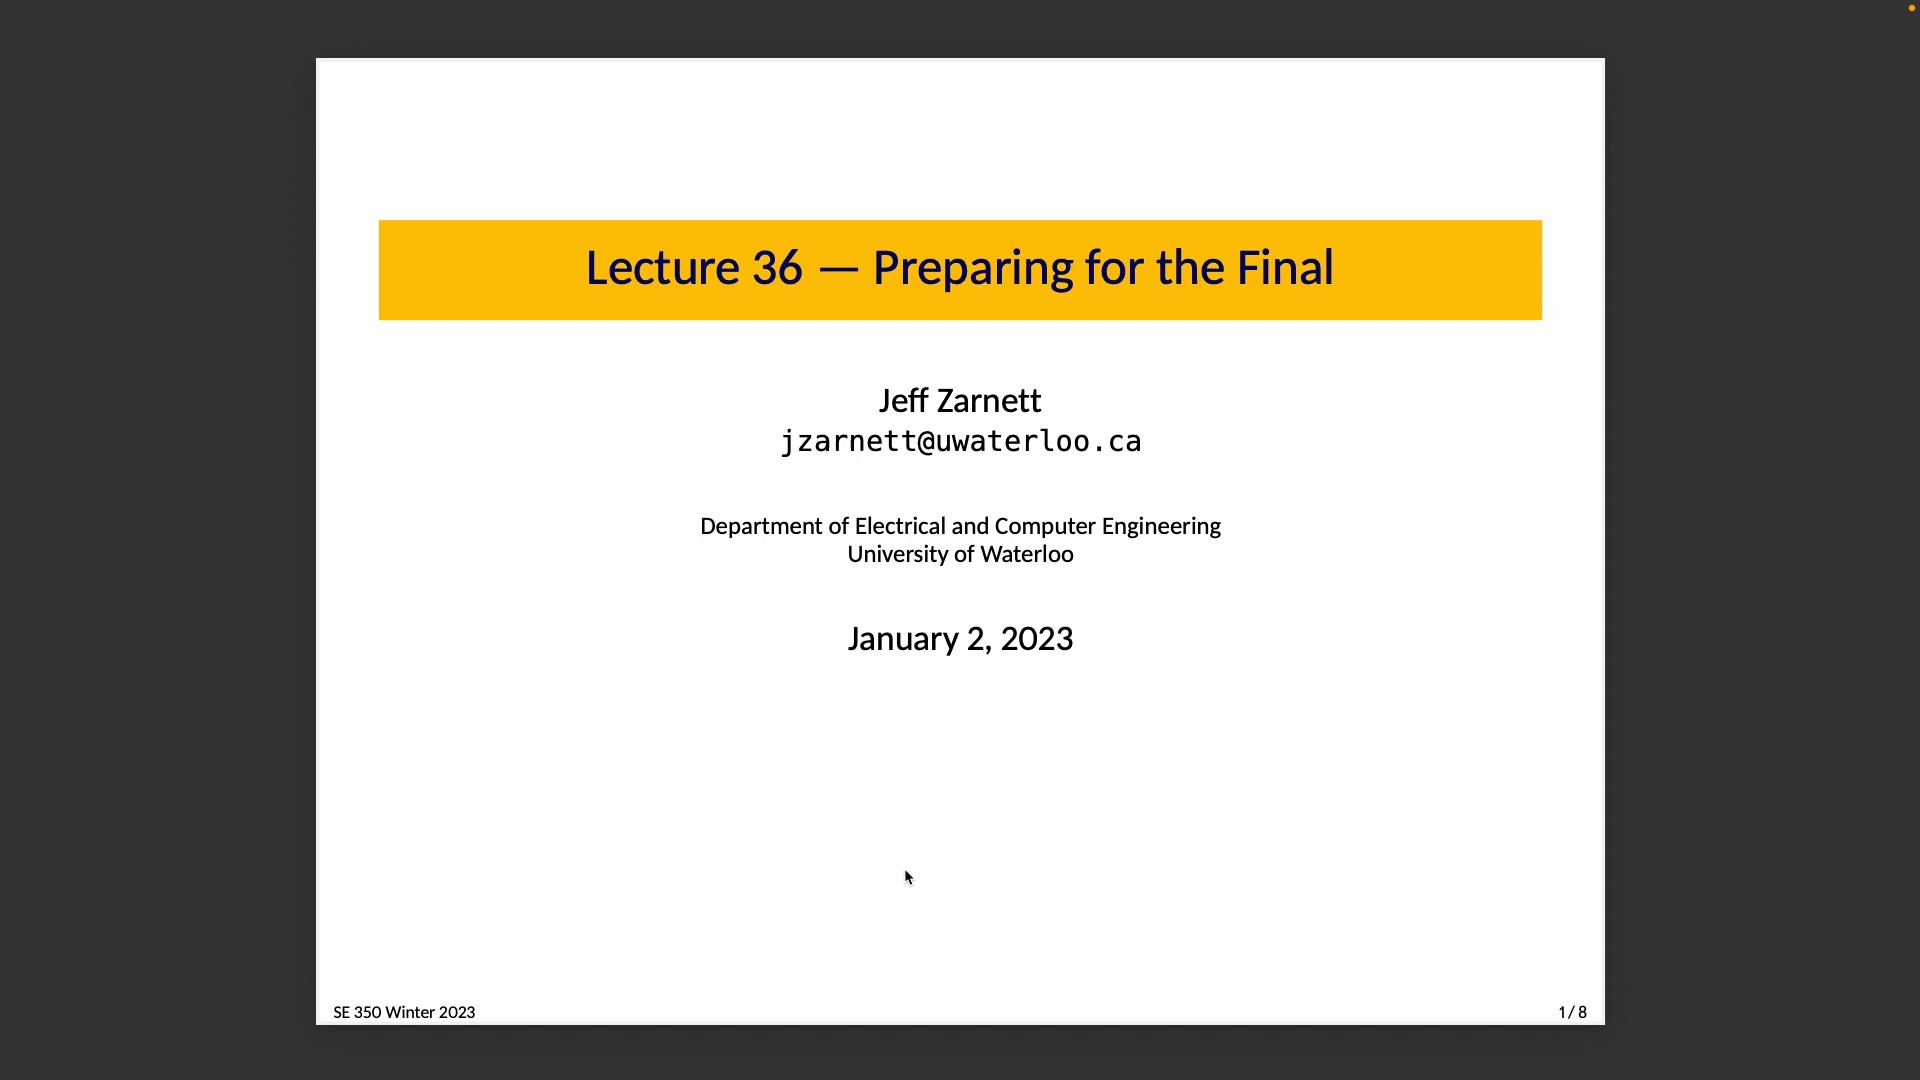 Lecture 36 — Preparing for the Final
Jeff Zarnett
jzarnett@uwaterloo.ca
Department of Electrical and Computer Engineering
University of Waterloo
January 2, 2023
SE 350 Winter 2023
1 / 8